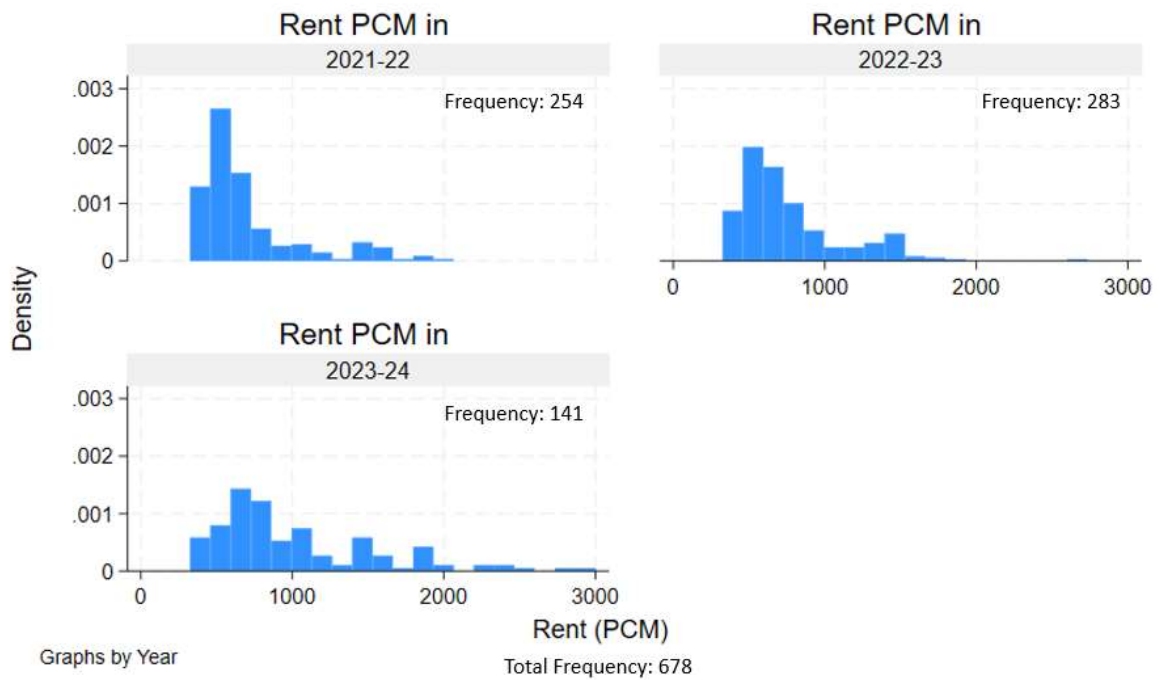 Rent PCM in
2021-22
Frequency: 254
.003
.002
.001
0
Rent PCM in
2022-23
Frequency: 283
0 1000 2000 3000
Density
Rent PCM in
2023-24
Frequency: 141
.003
.002
.001
0
0 1000 2000 3000
Rent (PCM)
Graphs by Year
Total Frequency: 678